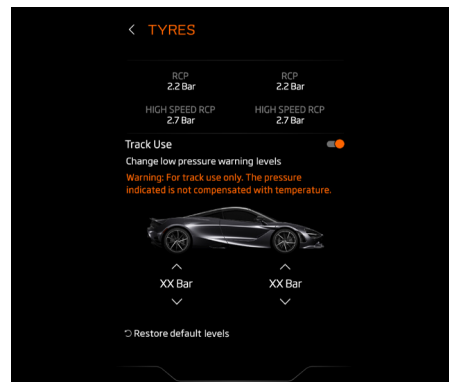 TYRES
RCP RCP
2.2 Bar 2.2 Bar
HIGH SPEED RCP HIGH SPEED RCP
2.7 Bar 2.7 Bar
Track Use
Change low pressure warning levels
Warning: For track use only. The pressure
indicated is not compensated with temperature.
XX Bar XX Bar
Restore default levels